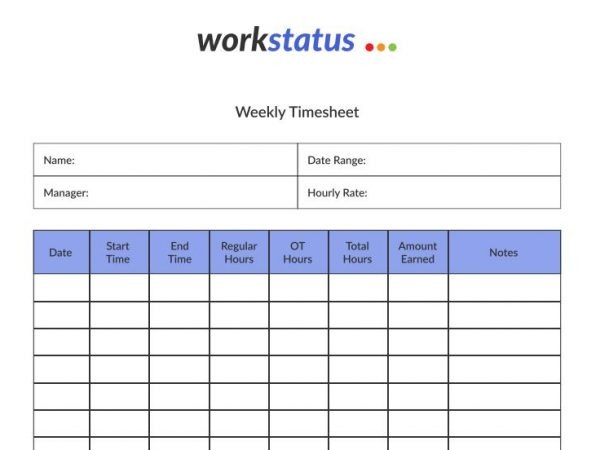 workstatus
Weekly Timesheet
Name:
Date Range:
Manager:
Hourly Rate:
Date
Start
Time
End
Time
Regular
Hours
OT
Hours
Total
Hours
Amount
Earned
Notes